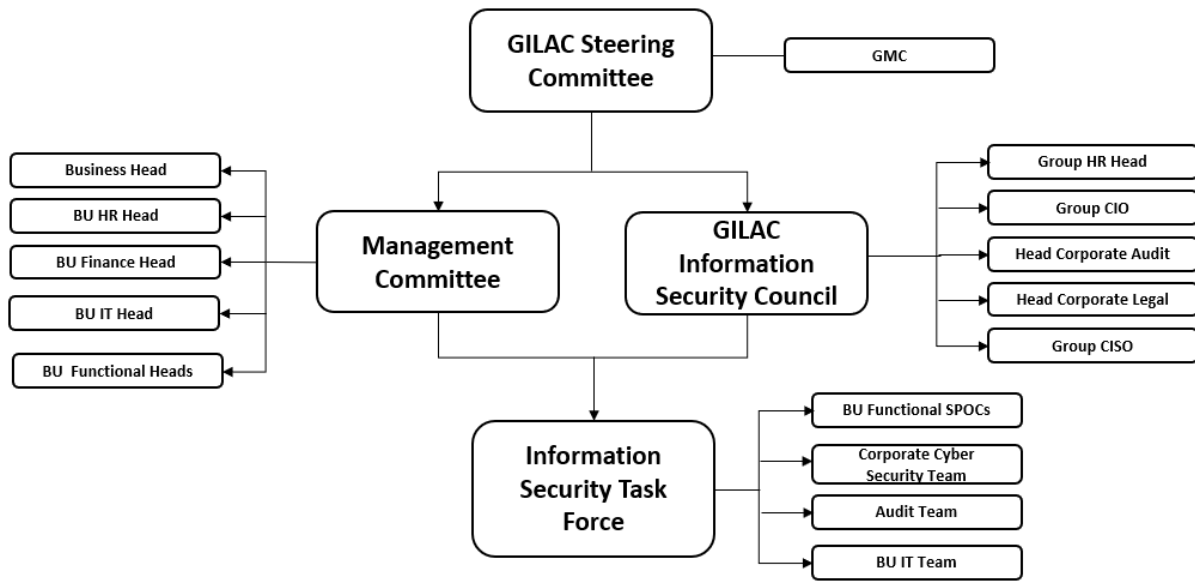 GILAC Steering
Committee
GMC
Business Head
BU HR Head
BU Finance Head
BU IT Head
BU  Functional Heads
Management
Committee
GILAC
Information
Security Council
Group HR Head
Group CIO
Head Corporate Audit
Head Corporate Legal
Group CISO
Information
Security Task
Force
BU Functional SPOCs
Corporate Cyber
Security Team
Audit Team
BU IT Team